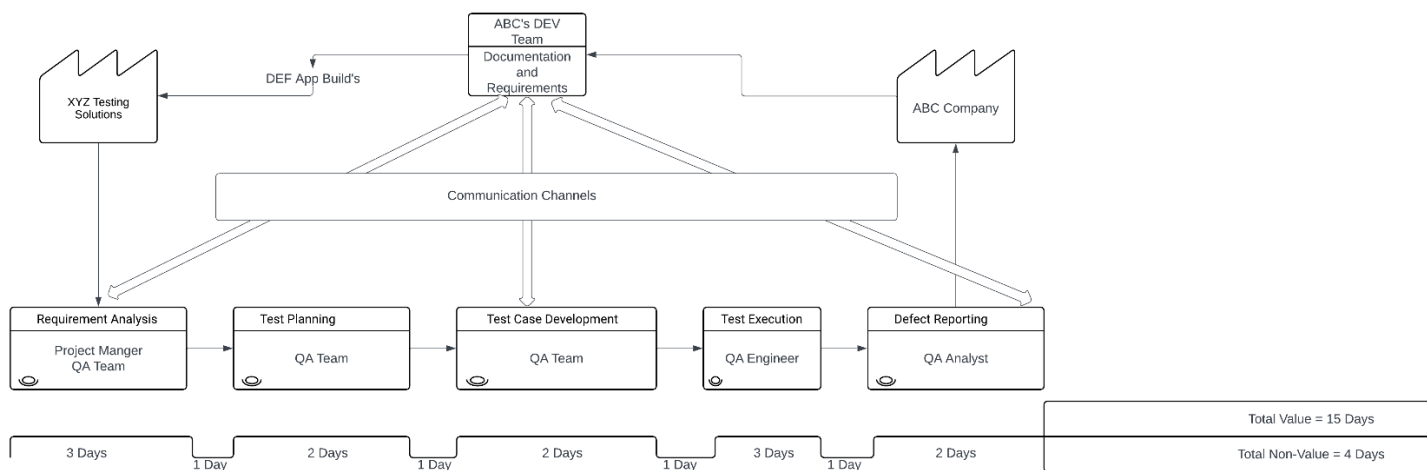 ABC's DEV
Team
Documentation
and
Requirements
DEF App Build's
XYZ Testing
Solutions
ABC Company
Communication Channels
Requirement Analysis
Project Manger
QA Team
Test Planning
QA Team
Test Case Development
QA Team
Test Execution
QA Engineer
Defect Reporting
QA Analyst
Total Value = 15 Days
3 Days
1 Day
2 Days
1 Day
2 Days
1 Day
3 Days
1 Day
2 Days
Total Non-Value = 4 Days